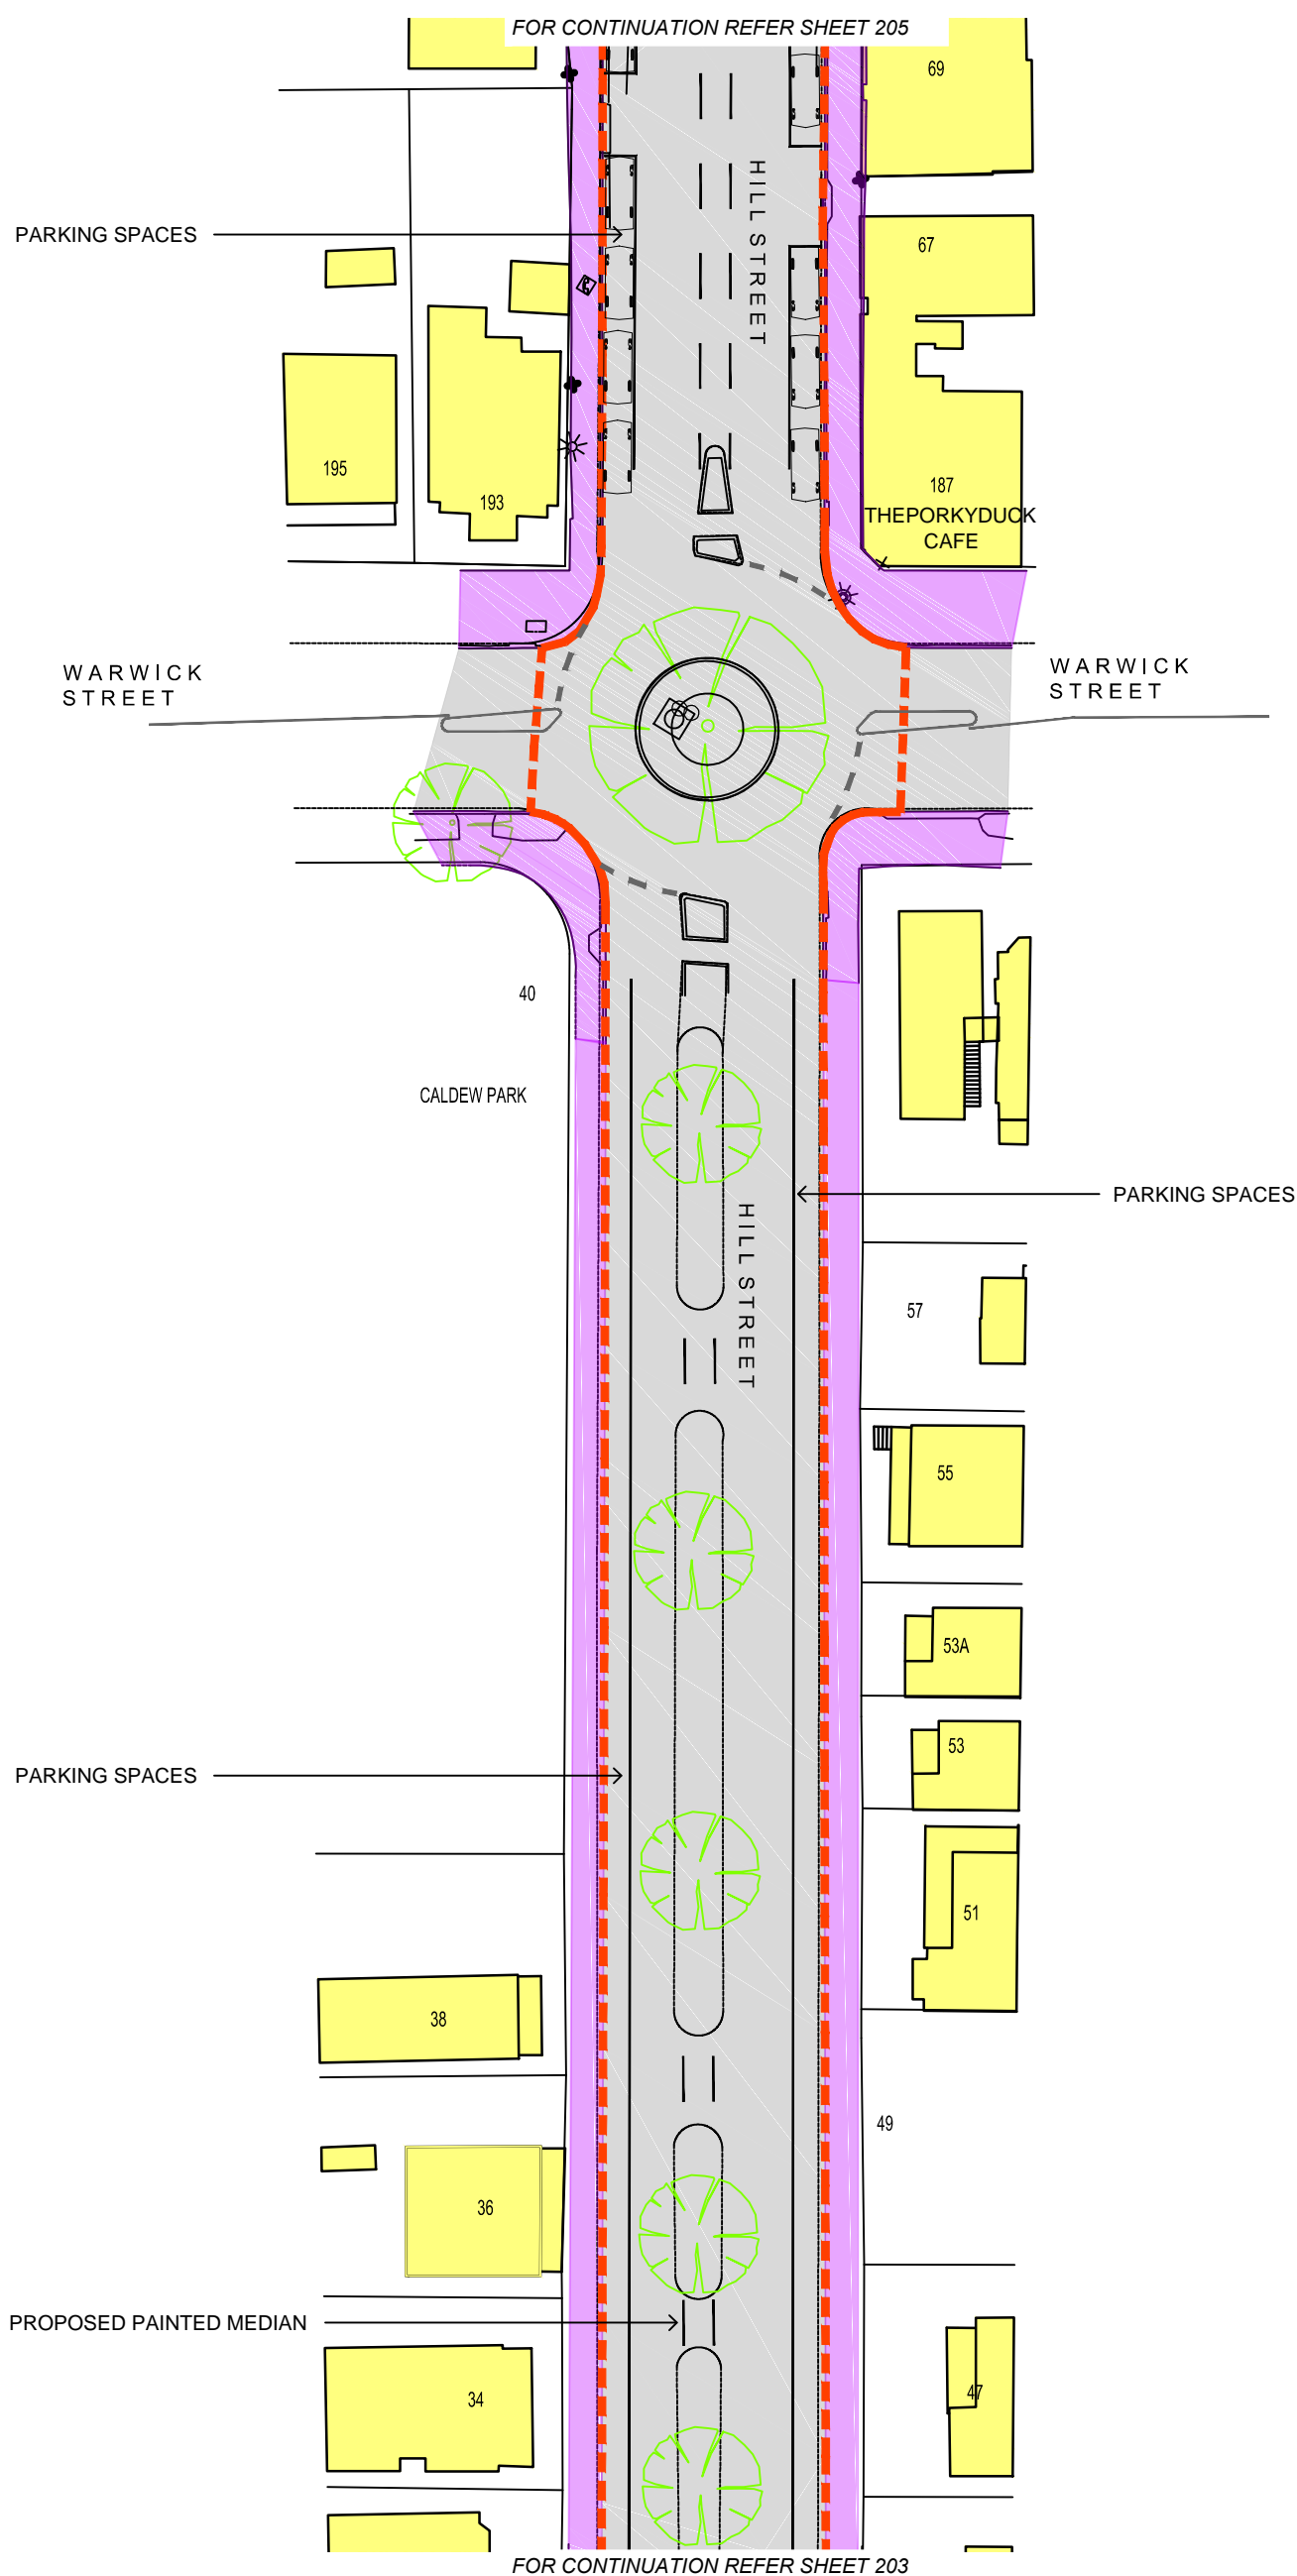 FOR CONTINUATION REFER SHEET 205
69
HILL STREET
PARKING SPACES
67
195
193
187
THEPORKYDUCK
CAFE
WARWICK
STREET
WARWICK
STREET
40
CALDEW PARK
PARKING SPACES
HILL STREET
57
55
53A
53
PARKING SPACES
51
38
49
36
PROPOSED PAINTED MEDIAN
34
47
FOR CONTINUATION REFER SHEET 203